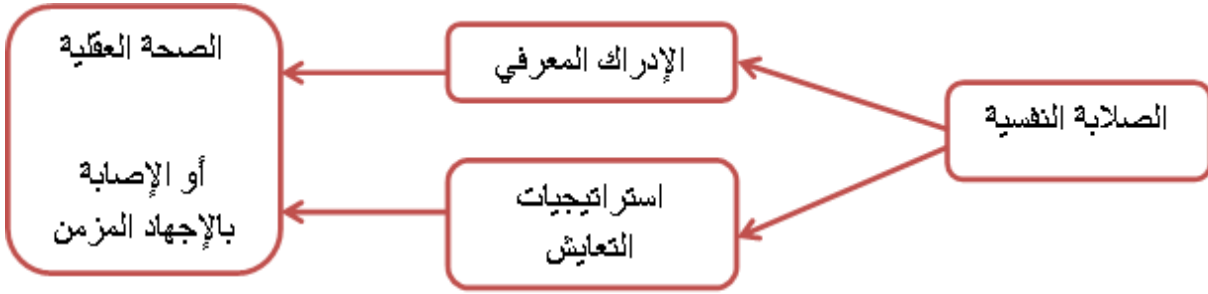 الصلابة النفسية
الإدراك المعرفي
استراتيجيات
التعايش
الصحة العقلية
أو الإصابة
بالإجهاد المزمن